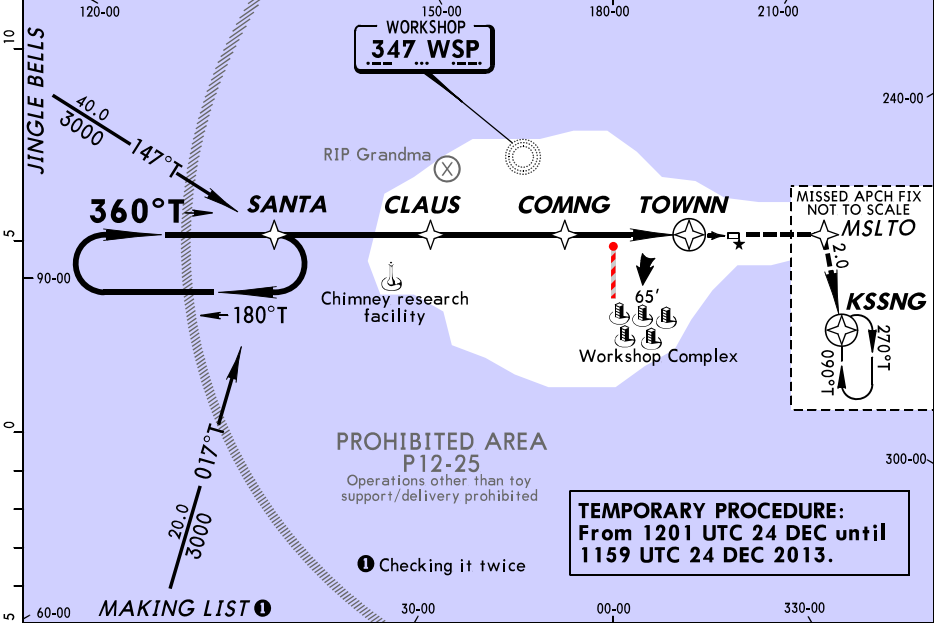 120-00
150-00
180-00
210-00
10
JINGLE BELLS
WORKSHOP
347 WSP
240-00
40.0
3000
147°T
RIP Grandma
X
MISSED APCH FIX
NOT TO SCALE
360°T
SANTA
CLAUS
COMNG
TOWNN
MSLTO
5
2.0
90-00
Chimney research
facility
65'
KSSNG
180°T
270°T
090°T
Workshop Complex
0
017°T
PROHIBITED AREA
P12-25
Operations other than toy
support/delivery prohibited
300-00
20.0
3000
TEMPORARY PROCEDURE:
From 1201 UTC 24 DEC until
1159 UTC 24 DEC 2013.
1 Checking it twice
MAKING LIST 1
5
60-00
30-00
00-00
330-00